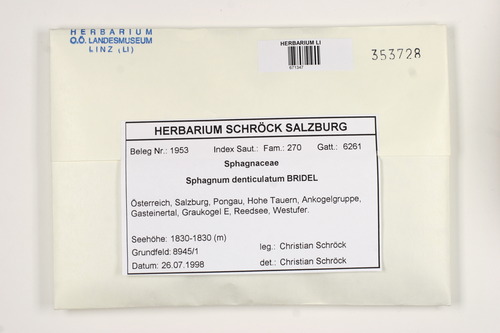 HERBARIUM
O.Ö. LANDESMUSEUM
LINZ (LI)
HERBARIUM LI
353728
HERBARIUM SCHRÖCK SALZBURG
Beleg Nr.: 1953 Index Saut.: Fam.: 270 Gatt.: 6261
Sphagnaceae
Sphagnum denticulatum BRIDEL
Österreich, Salzburg, Pongau, Hohe Tauern, Ankogelgruppe,
Gasteinertal, Graukogel E, Reedsee, Westufer.
Seehöhe: 1830-1830 (m)
Grundfeld: 8945/1 leg.: Christian Schröck
Datum: 26.07.1998 det.: Christian Schröck